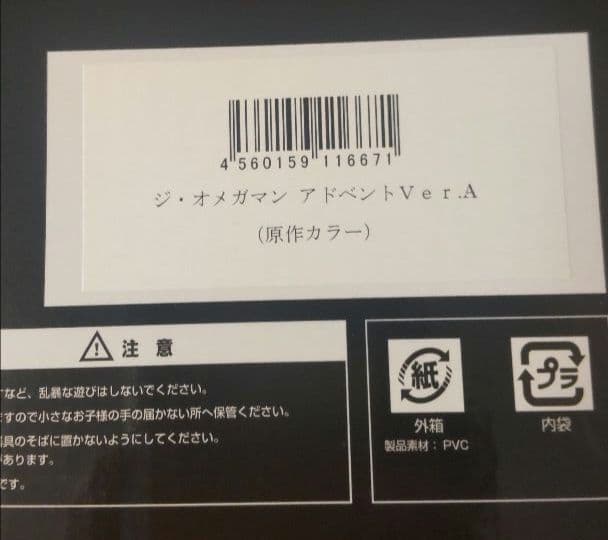 4 560159 116671
ジ・オメガマン アドベントVer.A
（原作カラー）
注 意
など、乱暴な遊びはしないでください。
ますので小さなお子様の手の届かない所へ保管ください。
具のそばに置かないようにしてください。
があります。
です。
紙
外箱
製品素材：PVC
プラ
内袋